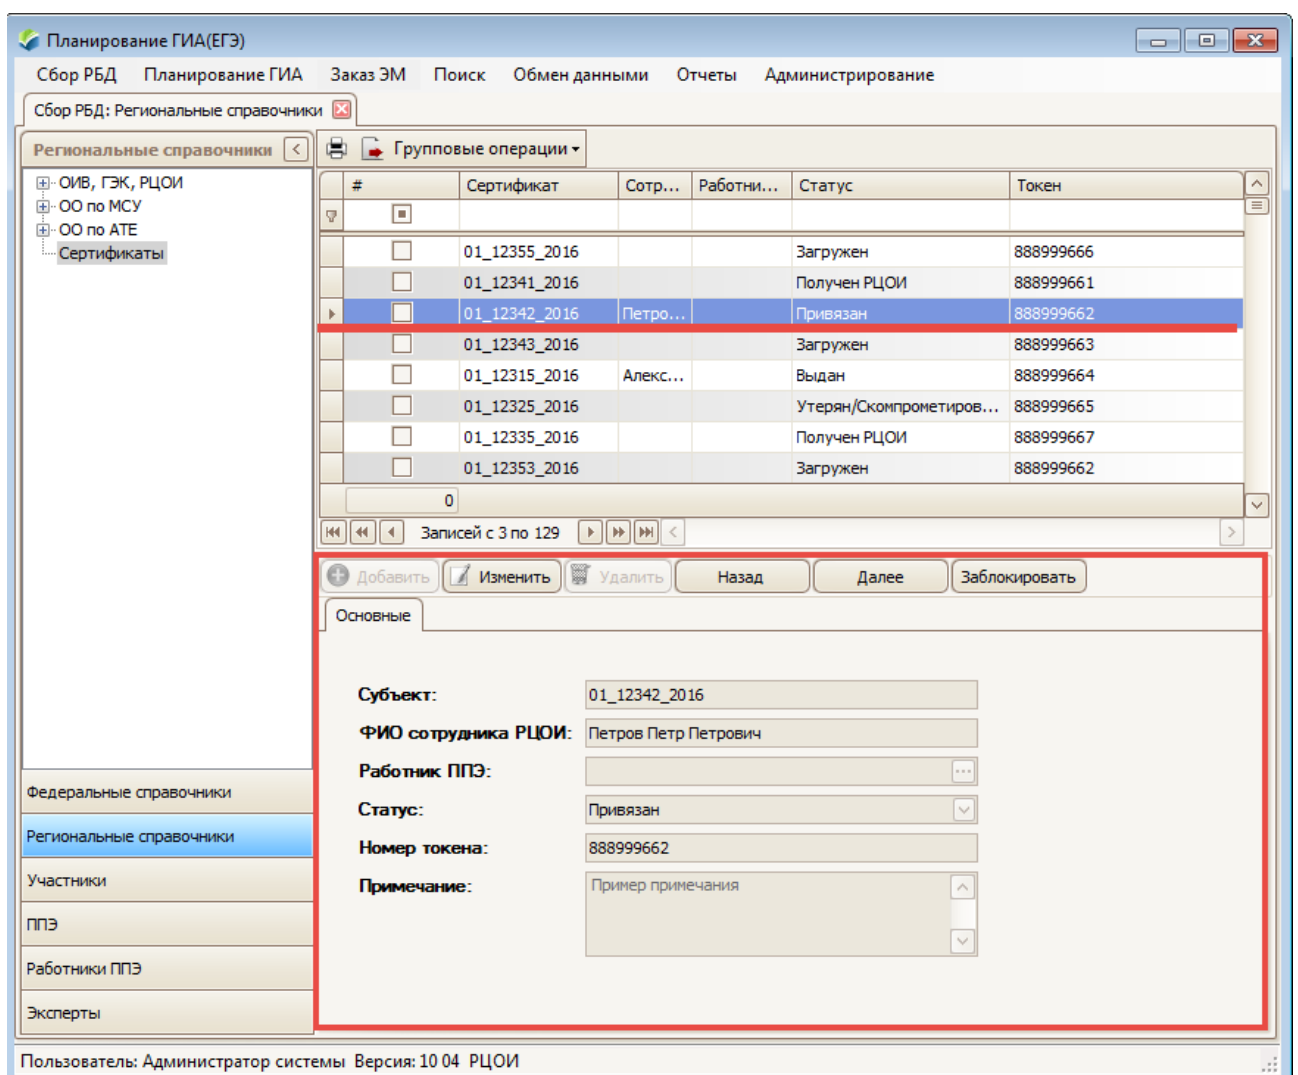 Планирование ГИА(ЕГЭ)
Сбор РБД Планирование ГИА Заказ ЭМ Поиск Обмен данными Отчеты Администрирование
Сбор РБД: Региональные справочники
Региональные справочники
Групповые операции
ОИВ, ГЭК, РЦОИ
ОО по МСУ
ОО по АТЕ
Сертификаты
# Сертификат Сотр... Работни... Статус Токен
01_12355_2016 Загружен 888999666
01_12341_2016 Получен РЦОИ 888999661
01_12342_2016 Петро... Привязан 888999662
01_12343_2016 Загружен 888999663
01_12315_2016 Алекс... Выдан 888999664
01_12325_2016 Утерян/Скомпрометиров... 888999665
01_12335_2016 Получен РЦОИ 888999667
01_12353_2016 Загружен 888999662
0
Записей с 3 по 129
Добавить Изменить Удалить Назад Далее Заблокировать
Основные
Субъект: 01_12342_2016
ФИО сотрудника РЦОИ: Петров Петр Петрович
Работник ППЭ:
Статус: Привязан
Номер токена: 888999662
Примечание: Пример примечания
Федеральные справочники
Региональные справочники
Участники
ППЭ
Работники ППЭ
Эксперты
Пользователь: Администратор системы Версия: 10 04 РЦОИ